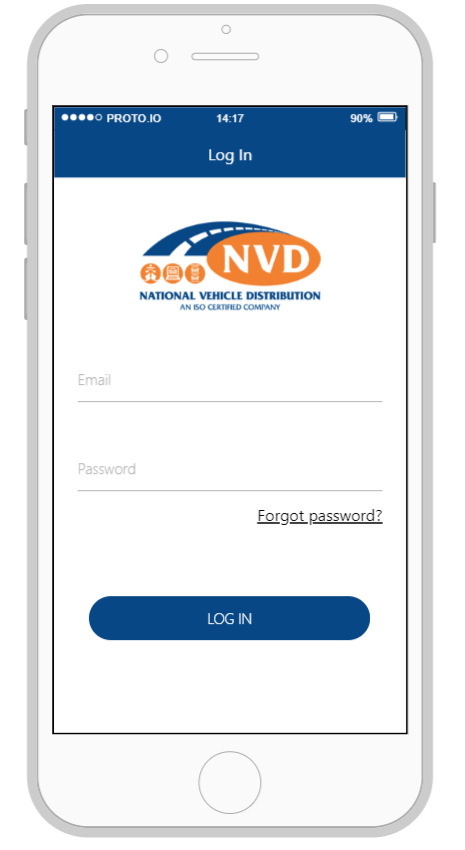 PROTO.IO 14:17 90%
Log In
NVD
NATIONAL VEHICLE DISTRIBUTION
AN ISO CERTIFIED COMPANY
Email
Password
Forgot password?
LOG IN